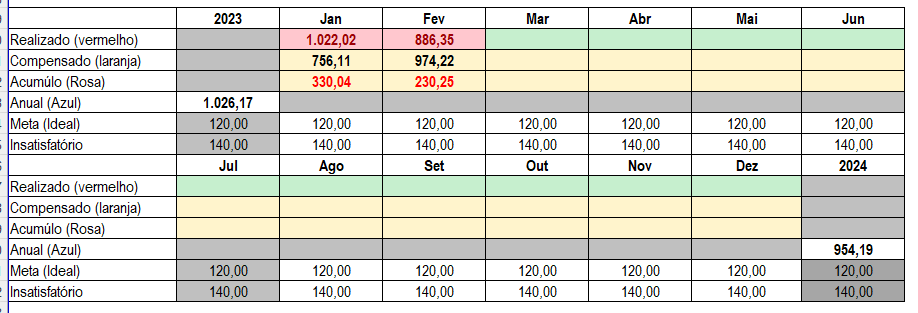 2023 Jan Fev Mar Abr Mai Jun
Realizado (vermelho) 1.022,02 886,35
Compensado (laranja) 756,11 974,22
Acumúlo (Rosa) 330,04 230,25
Anual (Azul) 1.026,17
Meta (Ideal) 120,00 120,00 120,00 120,00 120,00 120,00 120,00
Insatisfatório 140,00 140,00 140,00 140,00 140,00 140,00 140,00
Jul Ago Set Out Nov Dez 2024
Realizado (vermelho)
Compensado (laranja)
Acumúlo (Rosa)
Anual (Azul) 954,19
Meta (Ideal) 120,00 120,00 120,00 120,00 120,00 120,00 120,00
Insatisfatório 140,00 140,00 140,00 140,00 140,00 140,00 140,00